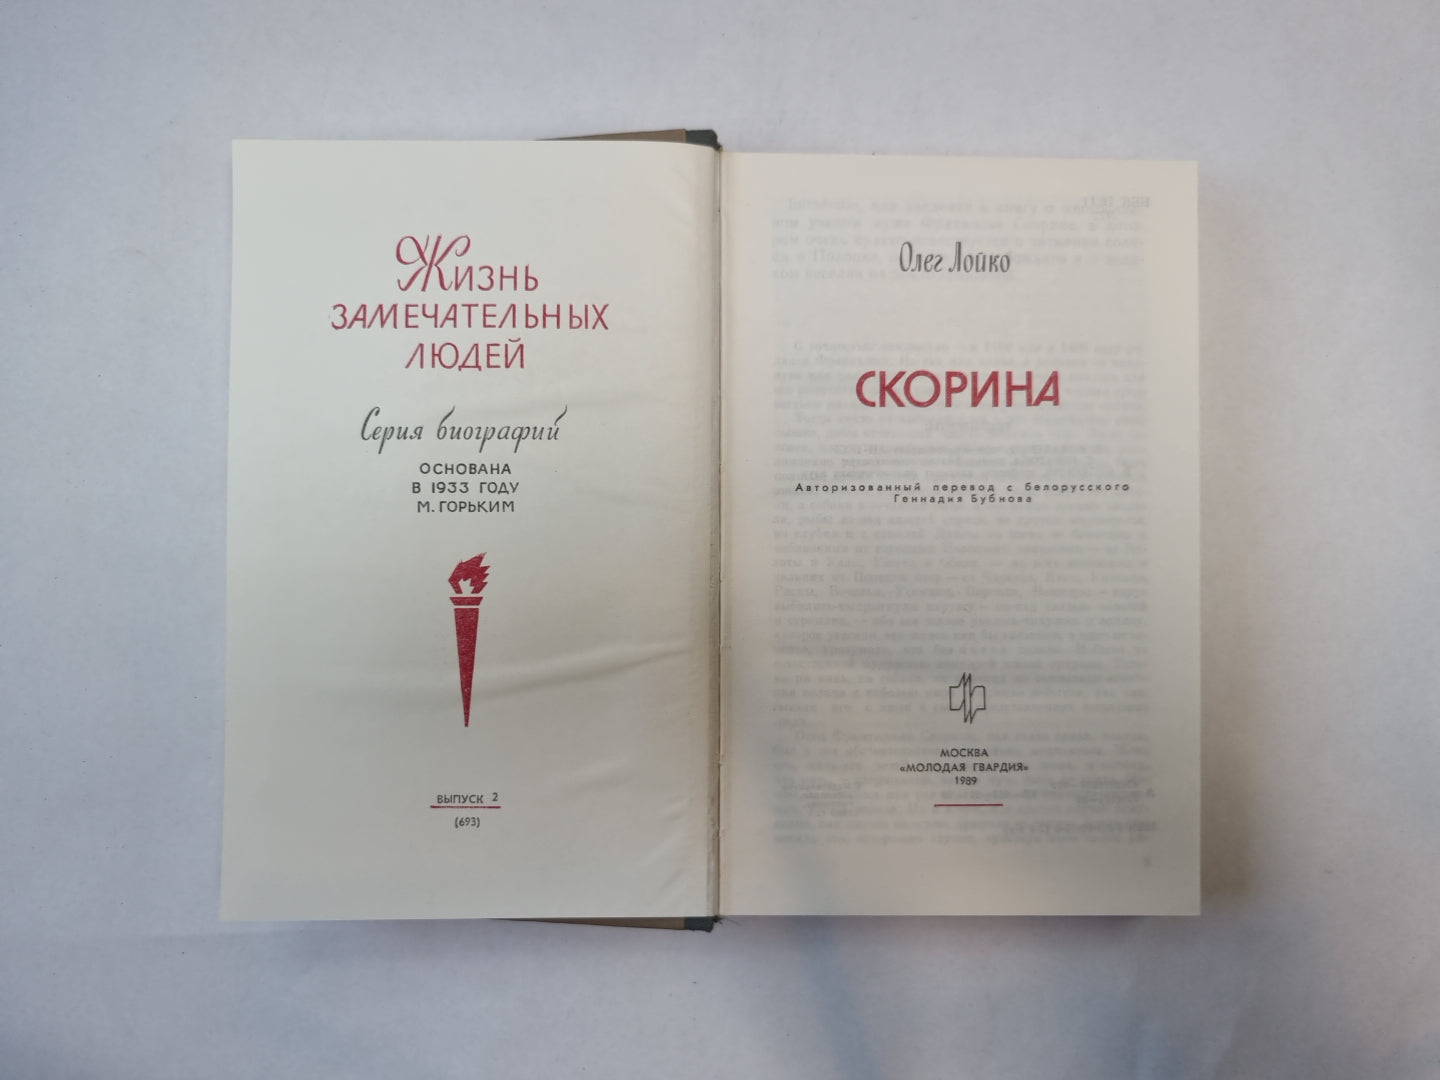 Жизнь
ЗАМЕЧАТЕЛЬНЫХ
ЛЮДЕЙ
Серия биографий
ОСНОВАНА
В 1933 ГОДУ
М. ГОРЬКИМ
ВЫПУСК 2
(693)
Олег Лойко
СКОРИНА
Авторизованный перевод с белорусского
Геннадия Бубнова
МОСКВА
«МОЛОДАЯ ГВАРДИЯ»
1989